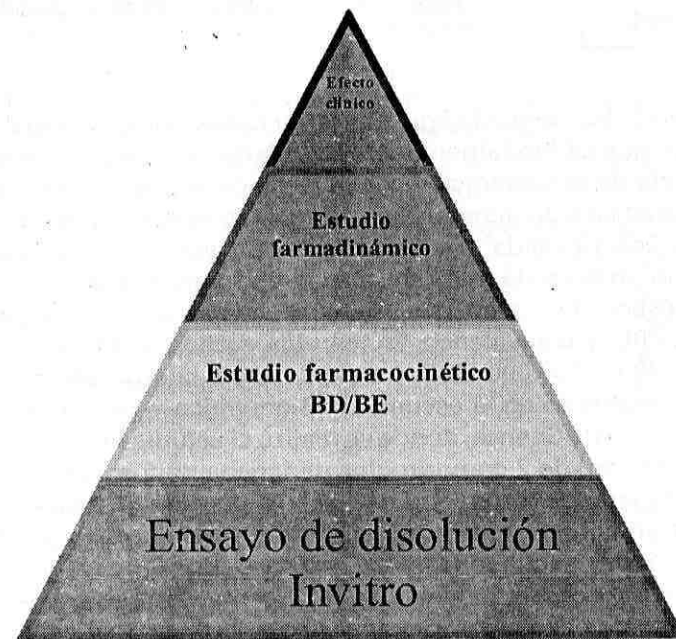 Efecto
clínico
Estudio
farmadinámico
Estudio farmacocinético
BD/BE
Ensayo de disolución
Invitro